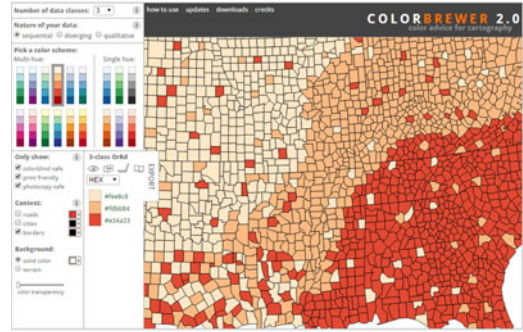 Number of data classes: 3
how to use updates downloads credits
COLORBREWER 2.0
color advice for cartography
Nature of your data:
sequential diverging qualitative
Pick a color scheme:
Multi-hue: Single hue:
Only show:
colorblind safe
print friendly
photocopy safe
Context:
roads
cities
borders
Background:
solid color
terrain
color transparency
3-class OrRd
EXPORT
HEX
#fee8c8
#fdbb84
#e34a33